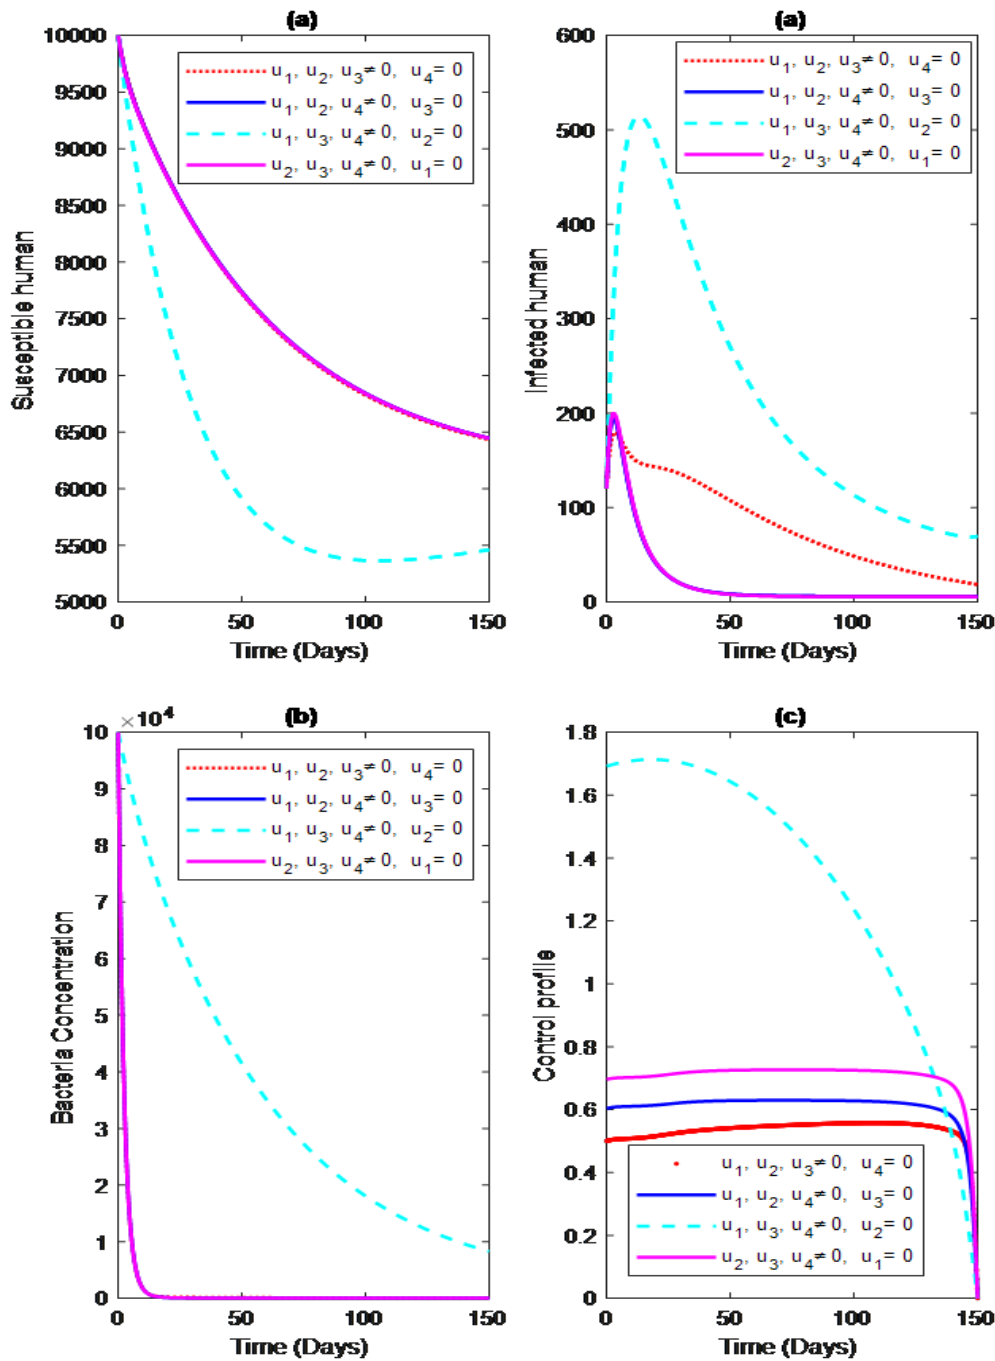 (a)
10000
9500
9000
8500
8000
7500
7000
6500
6000
5500
5000
Susceptible human
u1, u2, u3≠ 0, u4= 0
u1, u2, u4≠ 0, u3= 0
u1, u3, u4≠ 0, u2= 0
u2, u3, u4≠ 0, u1= 0
0 50 100 150
Time (Days)
(a)
600
500
400
300
200
100
0
Infected human
u1, u2, u3≠ 0, u4= 0
u1, u2, u4≠ 0, u3= 0
u1, u3, u4≠ 0, u2= 0
u2, u3, u4≠ 0, u1= 0
0 50 100 150
Time (Days)
(b)
×10^4
10
9
8
7
6
5
4
3
2
1
0
Bacteria Concentration
u1, u2, u3≠ 0, u4= 0
u1, u2, u4≠ 0, u3= 0
u1, u3, u4≠ 0, u2= 0
u2, u3, u4≠ 0, u1= 0
0 50 100 150
Time (Days)
(c)
1.8
1.6
1.4
1.2
1
0.8
0.6
0.4
0.2
0
Control profile
u1, u2, u3≠ 0, u4= 0
u1, u2, u4≠ 0, u3= 0
u1, u3, u4≠ 0, u2= 0
u2, u3, u4≠ 0, u1= 0
0 50 100 150
Time (Days)